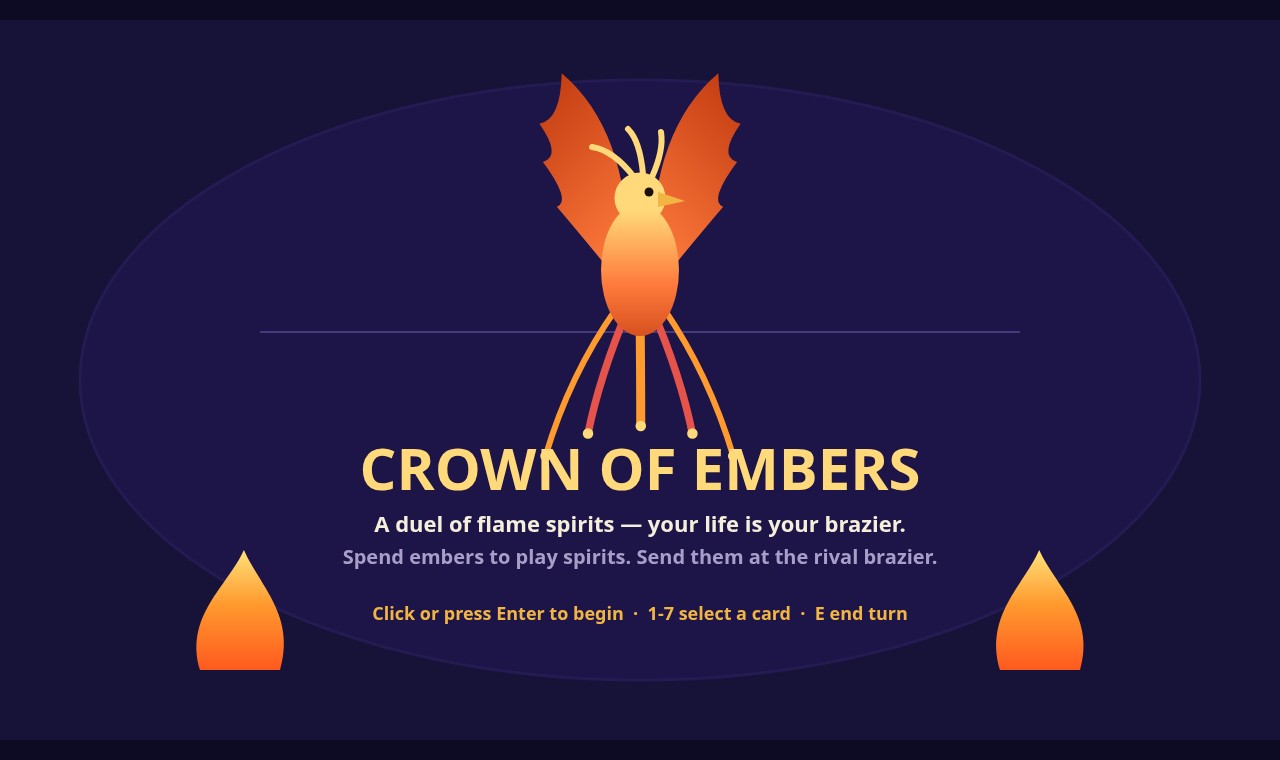 CROWN OF EMBERS
A duel of flame spirits — your life is your brazier.
Spend embers to play spirits. Send them at the rival brazier.
Click or press Enter to begin · 1-7 select a card · E end turn